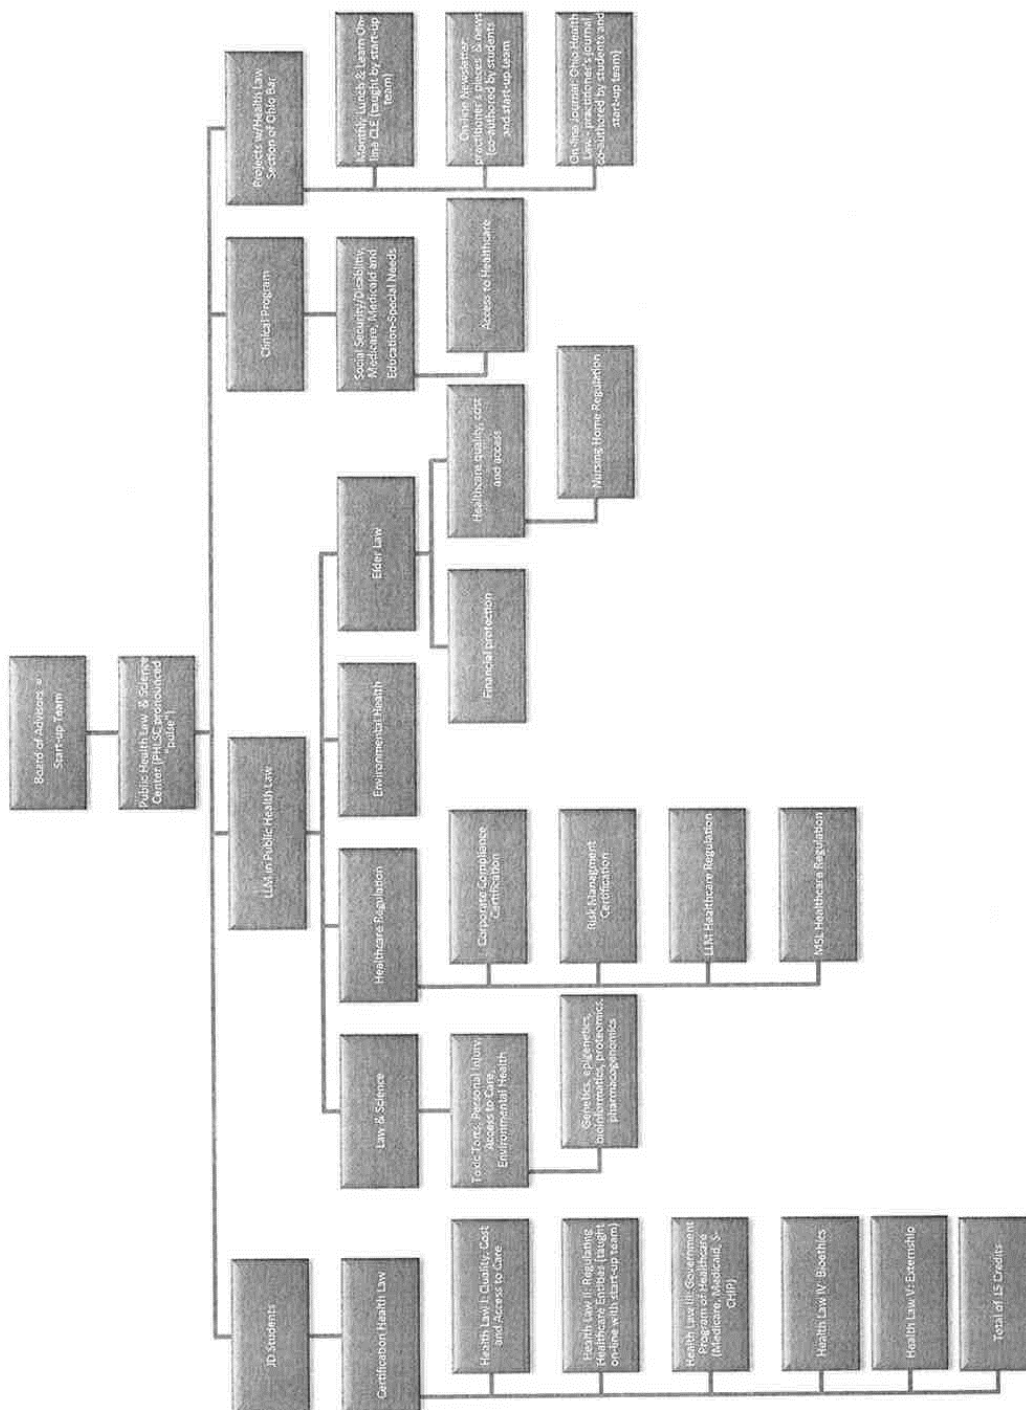 Board of Advisors =
Start-up Team
Public Health Law & Science
Center (PHLSC pronounced
"pulse")
JD Students
LLM in Public Health Law
Clinical Program
Projects w/Health Law
Section of Ohio Bar
Certification Health Law
Health Law I: Quality, Cost
and Access to Care
Health Law II: Regulating
Healthcare Entities (taught
on-line with start-up team)
Health Law III: Government
Program of Healthcare
(Medicare, Medicaid, S-
CHIP)
Health Law IV: Bioethics
Health Law V: Externship
Total of 15 Credits
Law & Science
Toxic Torts, Personal Injury,
Access to Care,
Environmental Health
Genetics, epigenetics,
bioinformatics, proteomics,
pharmacogenomics
Healthcare Regulation
Corporate Compliance
Certification
Risk Managment
Certification
LLM Healthcare Regulation
MSL Healthcare Regulation
Environmental Health
Elder Law
Financial protection
Healthcare quality, cost
and access
Nursing Home Regulation
Social Security/Disability,
Medicare, Medicaid and
Education-Special Needs
Access to Healthcare
Monthly Lunch & Learn On-
line CLE (taught by start-up
team)
On-line Newsletter:
practitioner's pieces & news
(co-authored by students
and start-up team)
On-line Journal: Ohio Health
Law - practitioner's journal
co-authored by students and
start-up team)